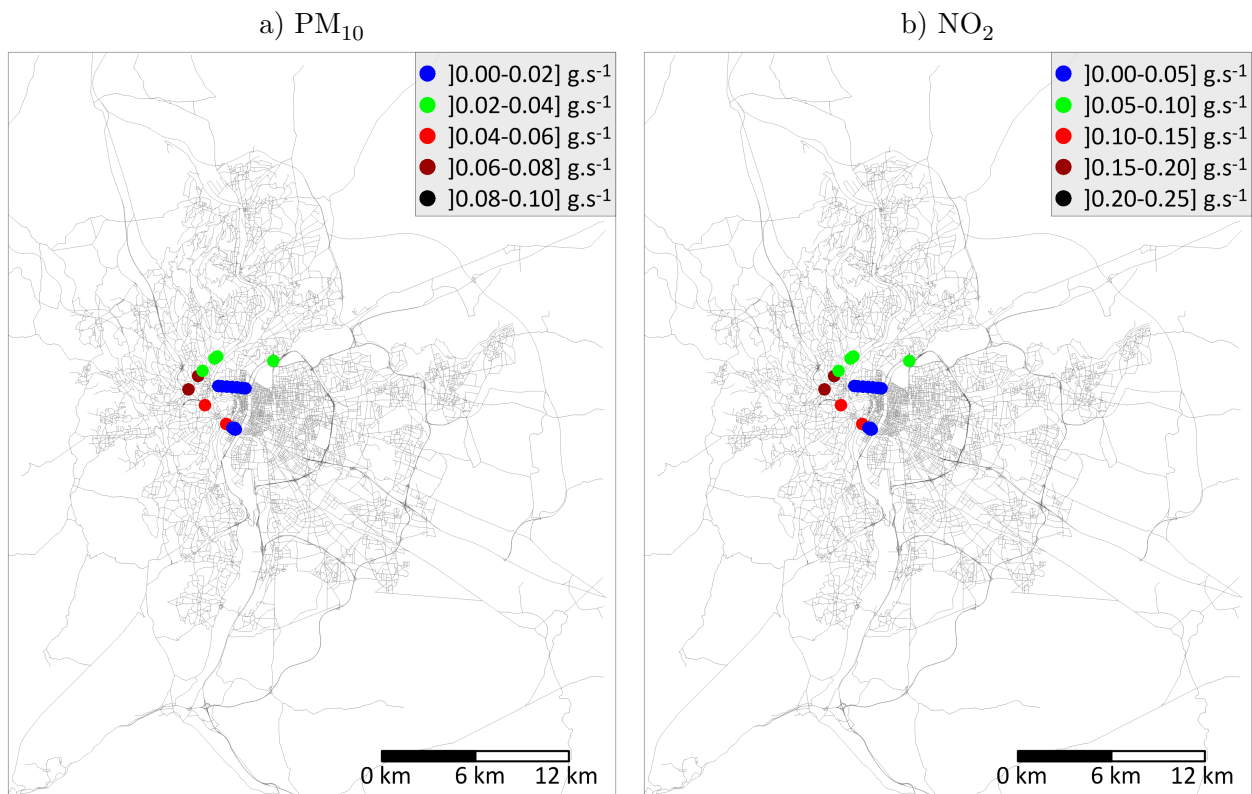 a) PM₁₀
]0.00-0.02] g.s⁻¹
]0.02-0.04] g.s⁻¹
]0.04-0.06] g.s⁻¹
]0.06-0.08] g.s⁻¹
]0.08-0.10] g.s⁻¹
0 km 6 km 12 km
b) NO₂
]0.00-0.05] g.s⁻¹
]0.05-0.10] g.s⁻¹
]0.10-0.15] g.s⁻¹
]0.15-0.20] g.s⁻¹
]0.20-0.25] g.s⁻¹
0 km 6 km 12 km